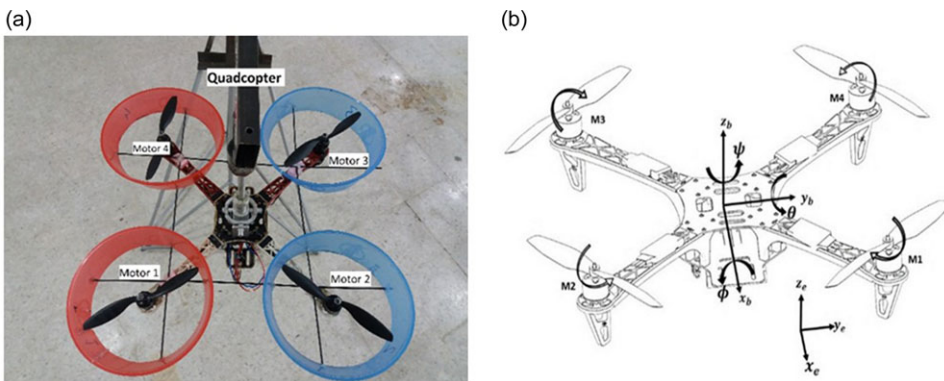 (a)
Quadcopter
Motor 4
Motor 3
Motor 1
Motor 2
(b)
M3
M4
z_b
ψ
y_b
θ
M2
M1
ϕ
x_b
z_e
y_e
x_e